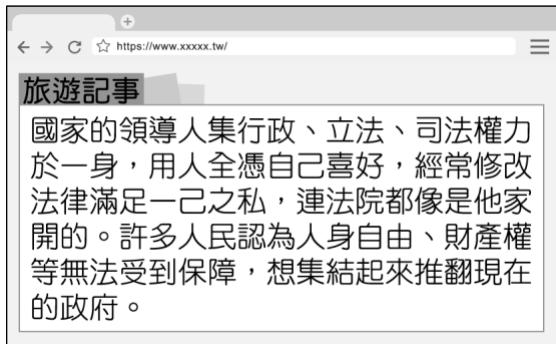 https://www.xxxxx.tw/
旅遊記事
國家的領導人集行政、立法、司法權力
於一身，用人全憑自己喜好，經常修改
法律滿足一己之私，連法院都像是他家
開的。許多人民認為人身自由、財產權
等無法受到保障，想集結起來推翻現在
的政府。